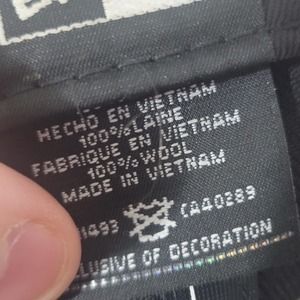 HECHO EN VIETNAM
100% LAINE
FABRIQUE EN VIETNAM
100% WOOL
MADE IN VIETNAM
CA40289
OF DECORATION